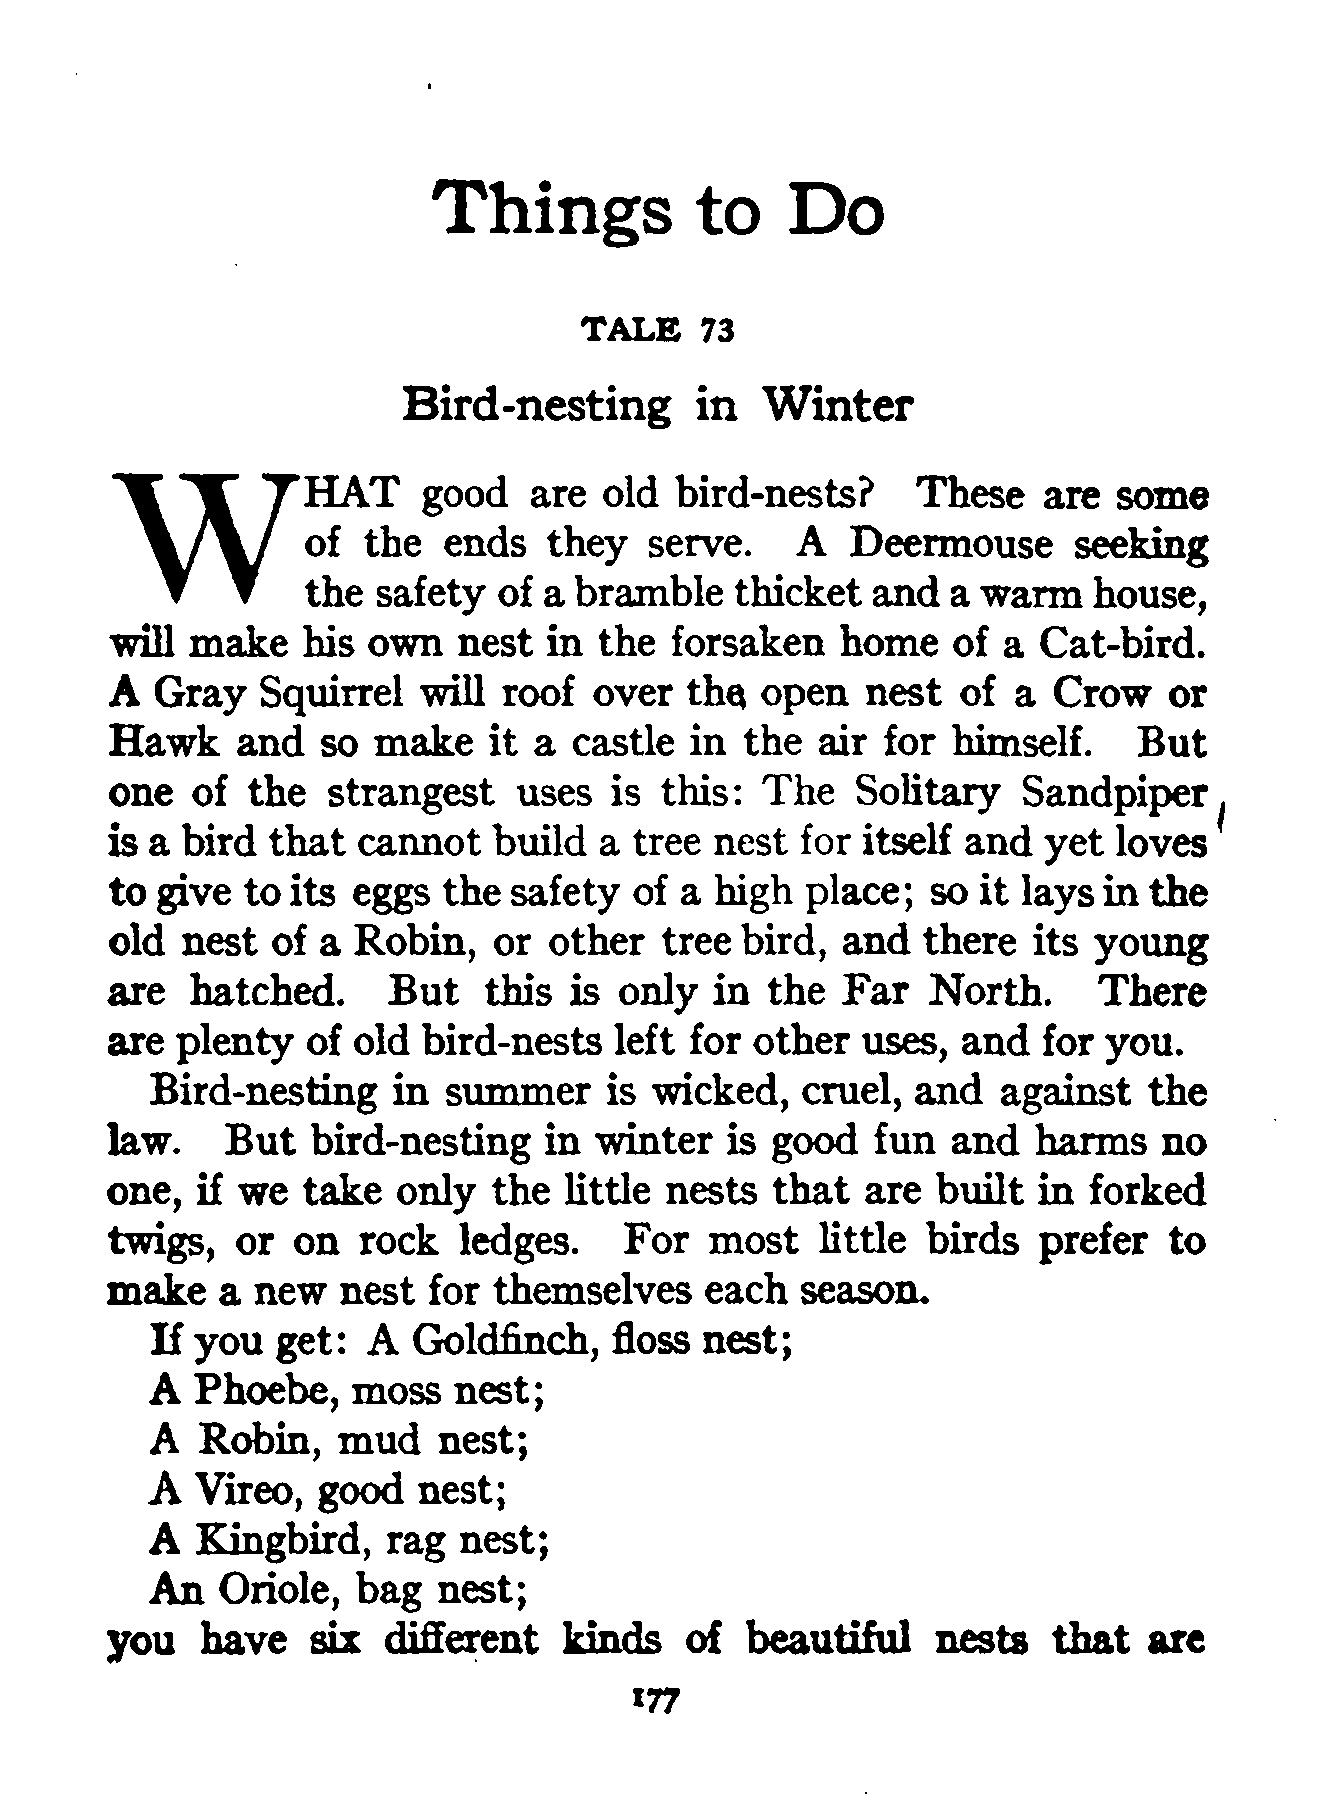 Things to Do
TALE 73
Bird-nesting in Winter
WHAT good are old bird-nests? These are some
of the ends they serve. A Deermouse seeking
the safety of a bramble thicket and a warm house,
will make his own nest in the forsaken home of a Cat-bird.
A Gray Squirrel will roof over the open nest of a Crow or
Hawk and so make it a castle in the air for himself. But
one of the strangest uses is this: The Solitary Sandpiper
is a bird that cannot build a tree nest for itself and yet loves
to give to its eggs the safety of a high place; so it lays in the
old nest of a Robin, or other tree bird, and there its young
are hatched. But this is only in the Far North. There
are plenty of old bird-nests left for other uses, and for you.
Bird-nesting in summer is wicked, cruel, and against the
law. But bird-nesting in winter is good fun and harms no
one, if we take only the little nests that are built in forked
twigs, or on rock ledges. For most little birds prefer to
make a new nest for themselves each season.
If you get: A Goldfinch, floss nest;
A Phoebe, moss nest;
A Robin, mud nest;
A Vireo, good nest;
A Kingbird, rag nest;
An Oriole, bag nest;
you have six different kinds of beautiful nests that are
177